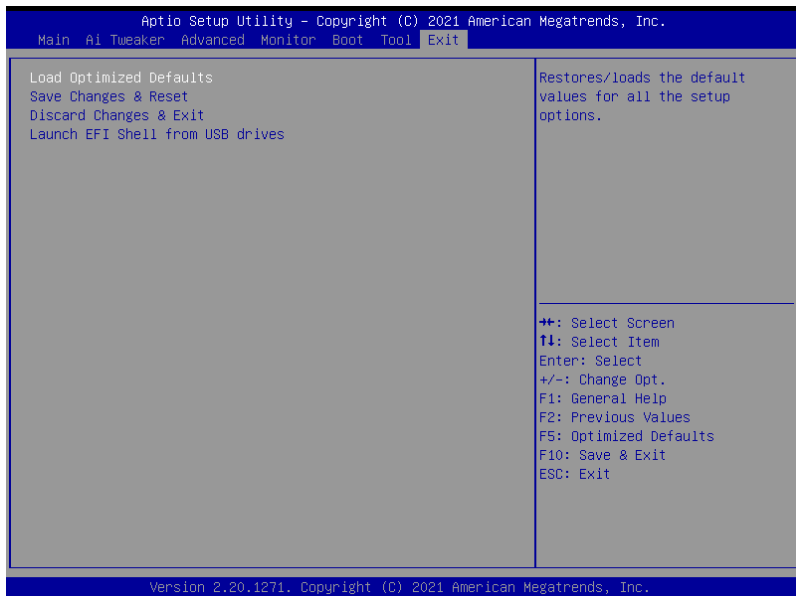 Aptio Setup Utility – Copyright (C) 2021 American Megatrends, Inc.
Main Ai Tweaker Advanced Monitor Boot Tool Exit
Load Optimized Defaults
Save Changes & Reset
Discard Changes & Exit
Launch EFI Shell from USB drives
Restores/loads the default
values for all the setup
options.
→←: Select Screen
↑↓: Select Item
Enter: Select
+/-: Change Opt.
F1: General Help
F2: Previous Values
F5: Optimized Defaults
F10: Save & Exit
ESC: Exit
Version 2.20.1271. Copyright (C) 2021 American Megatrends, Inc.